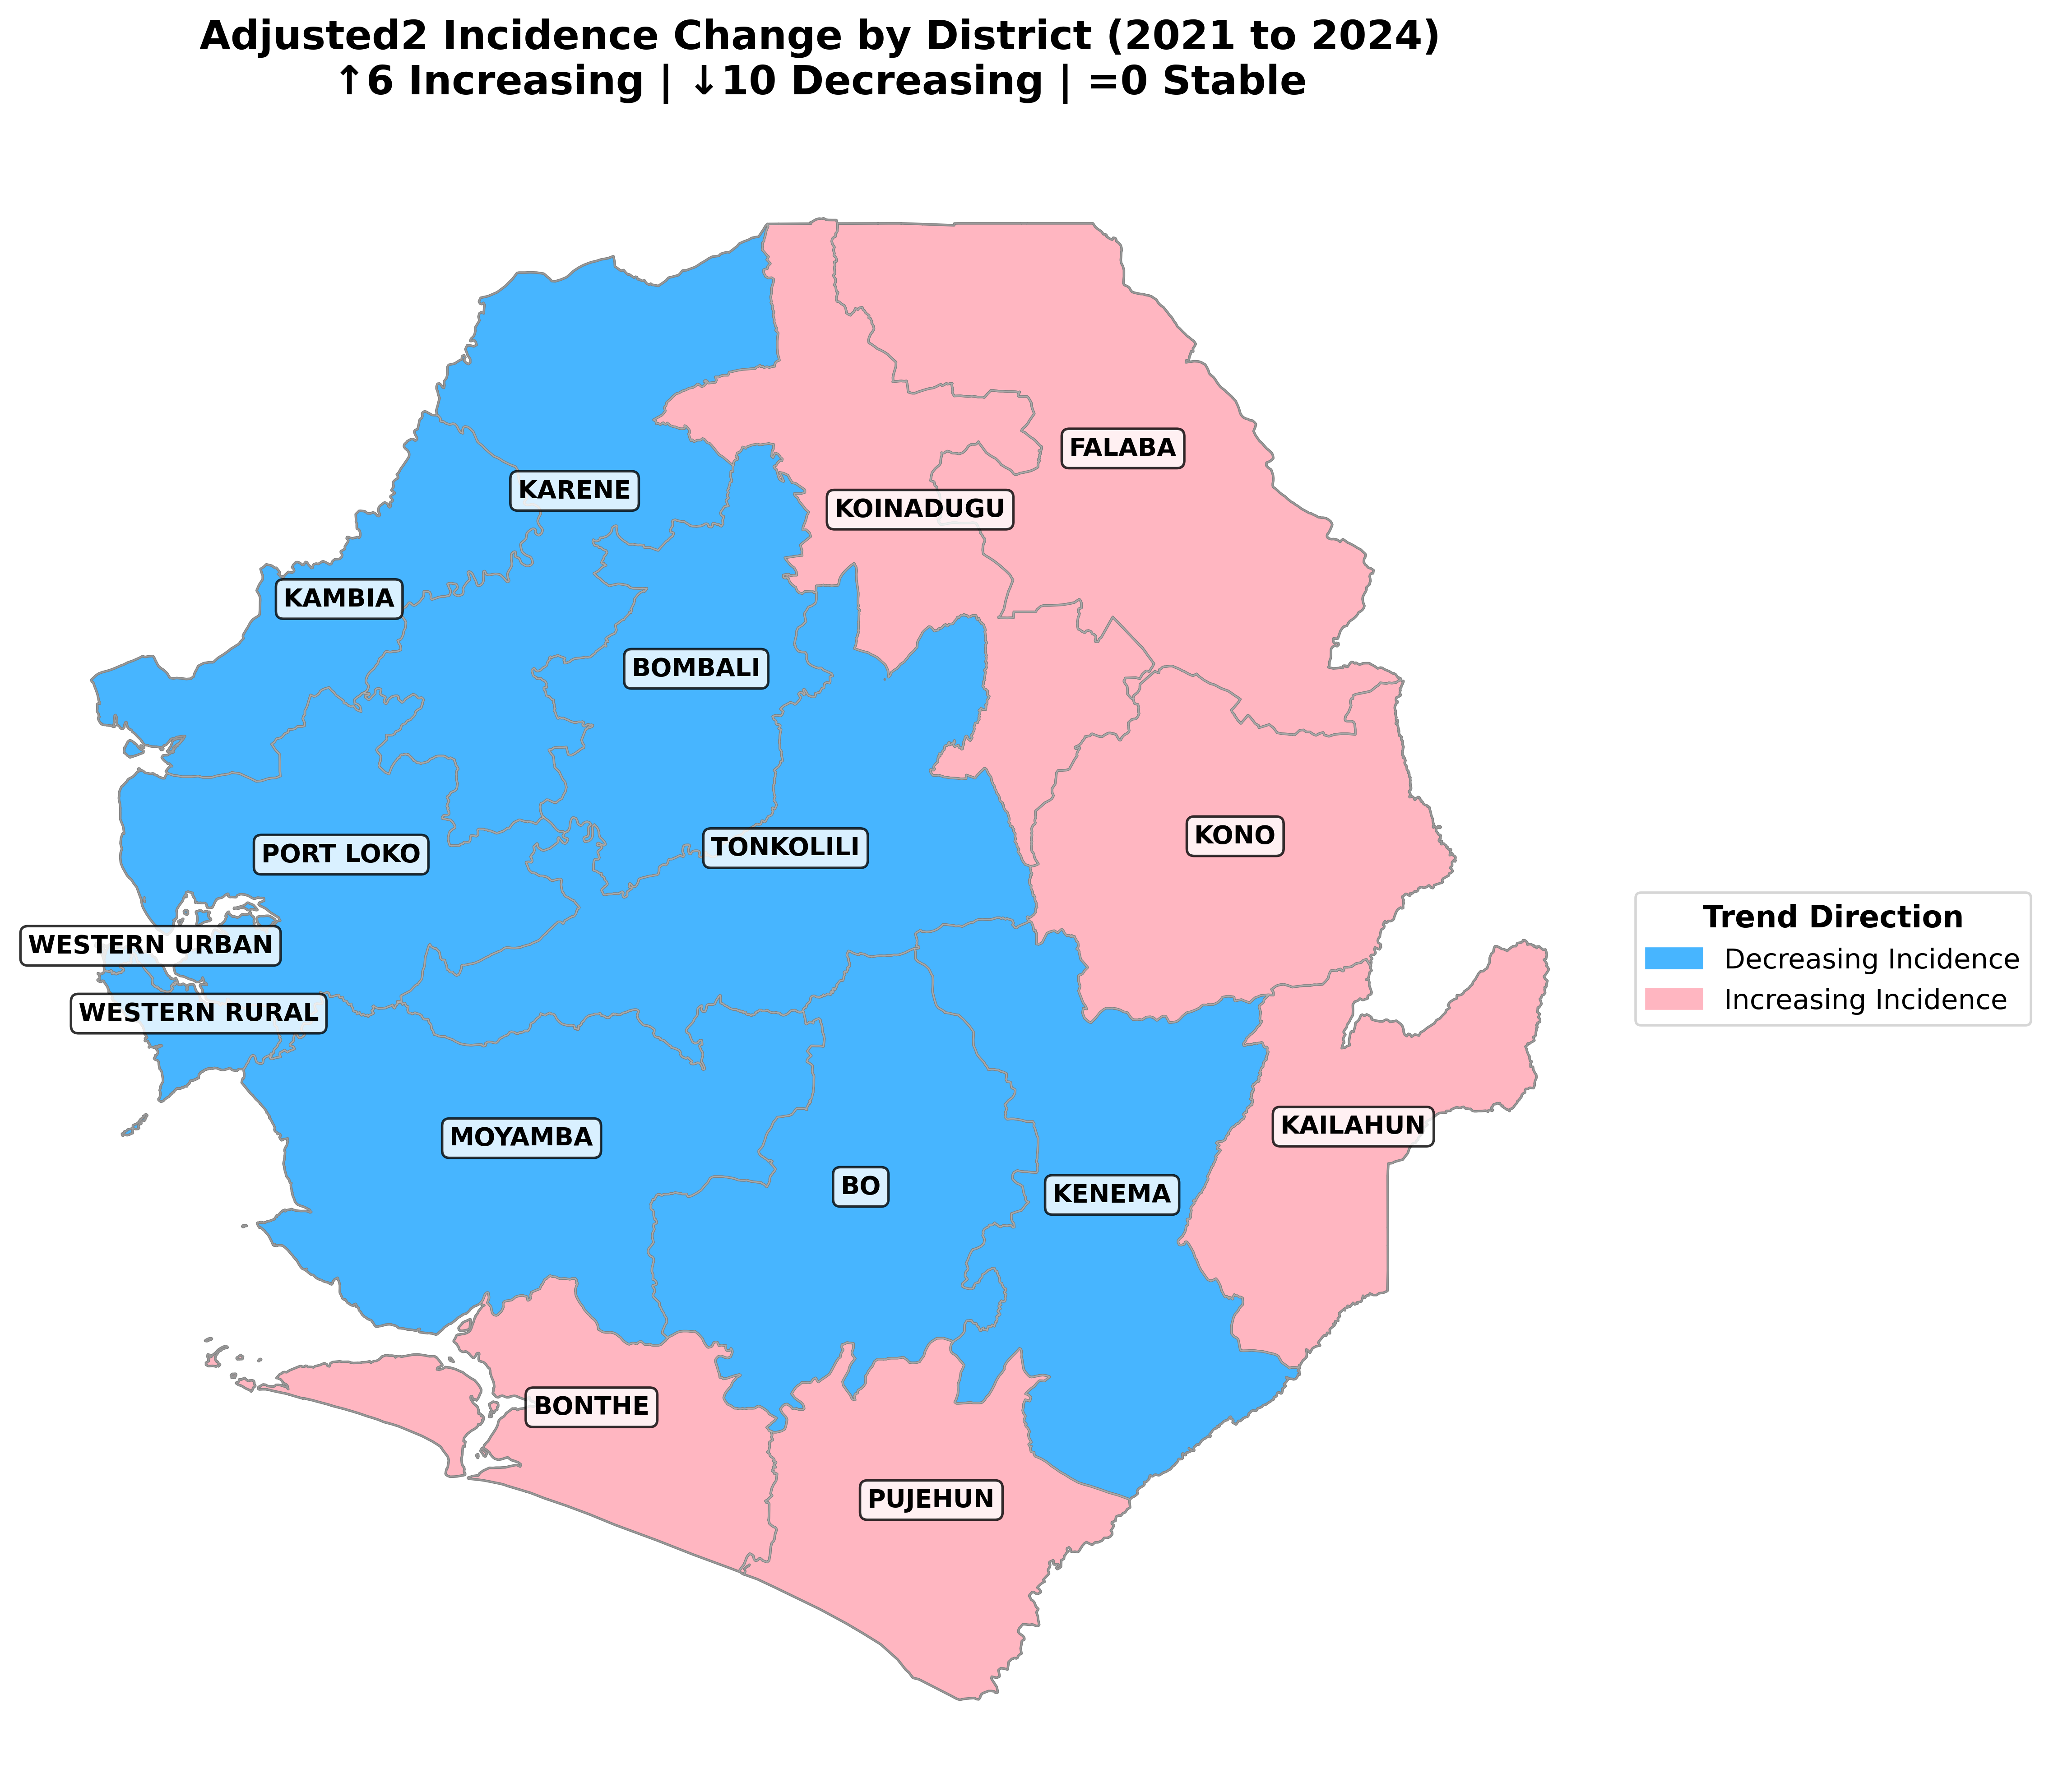 Adjusted2 Incidence Change by District (2021 to 2024)
↑6 Increasing | ↓10 Decreasing | =0 Stable
FALABA
KARENE
KOINADUGU
KAMBIA
BOMBALI
KONO
TONKOLILI
PORT LOKO
WESTERN URBAN
WESTERN RURAL
KAILAHUN
MOYAMBA
BO
KENEMA
BONTHE
PUJEHUN
Trend Direction
Decreasing Incidence
Increasing Incidence